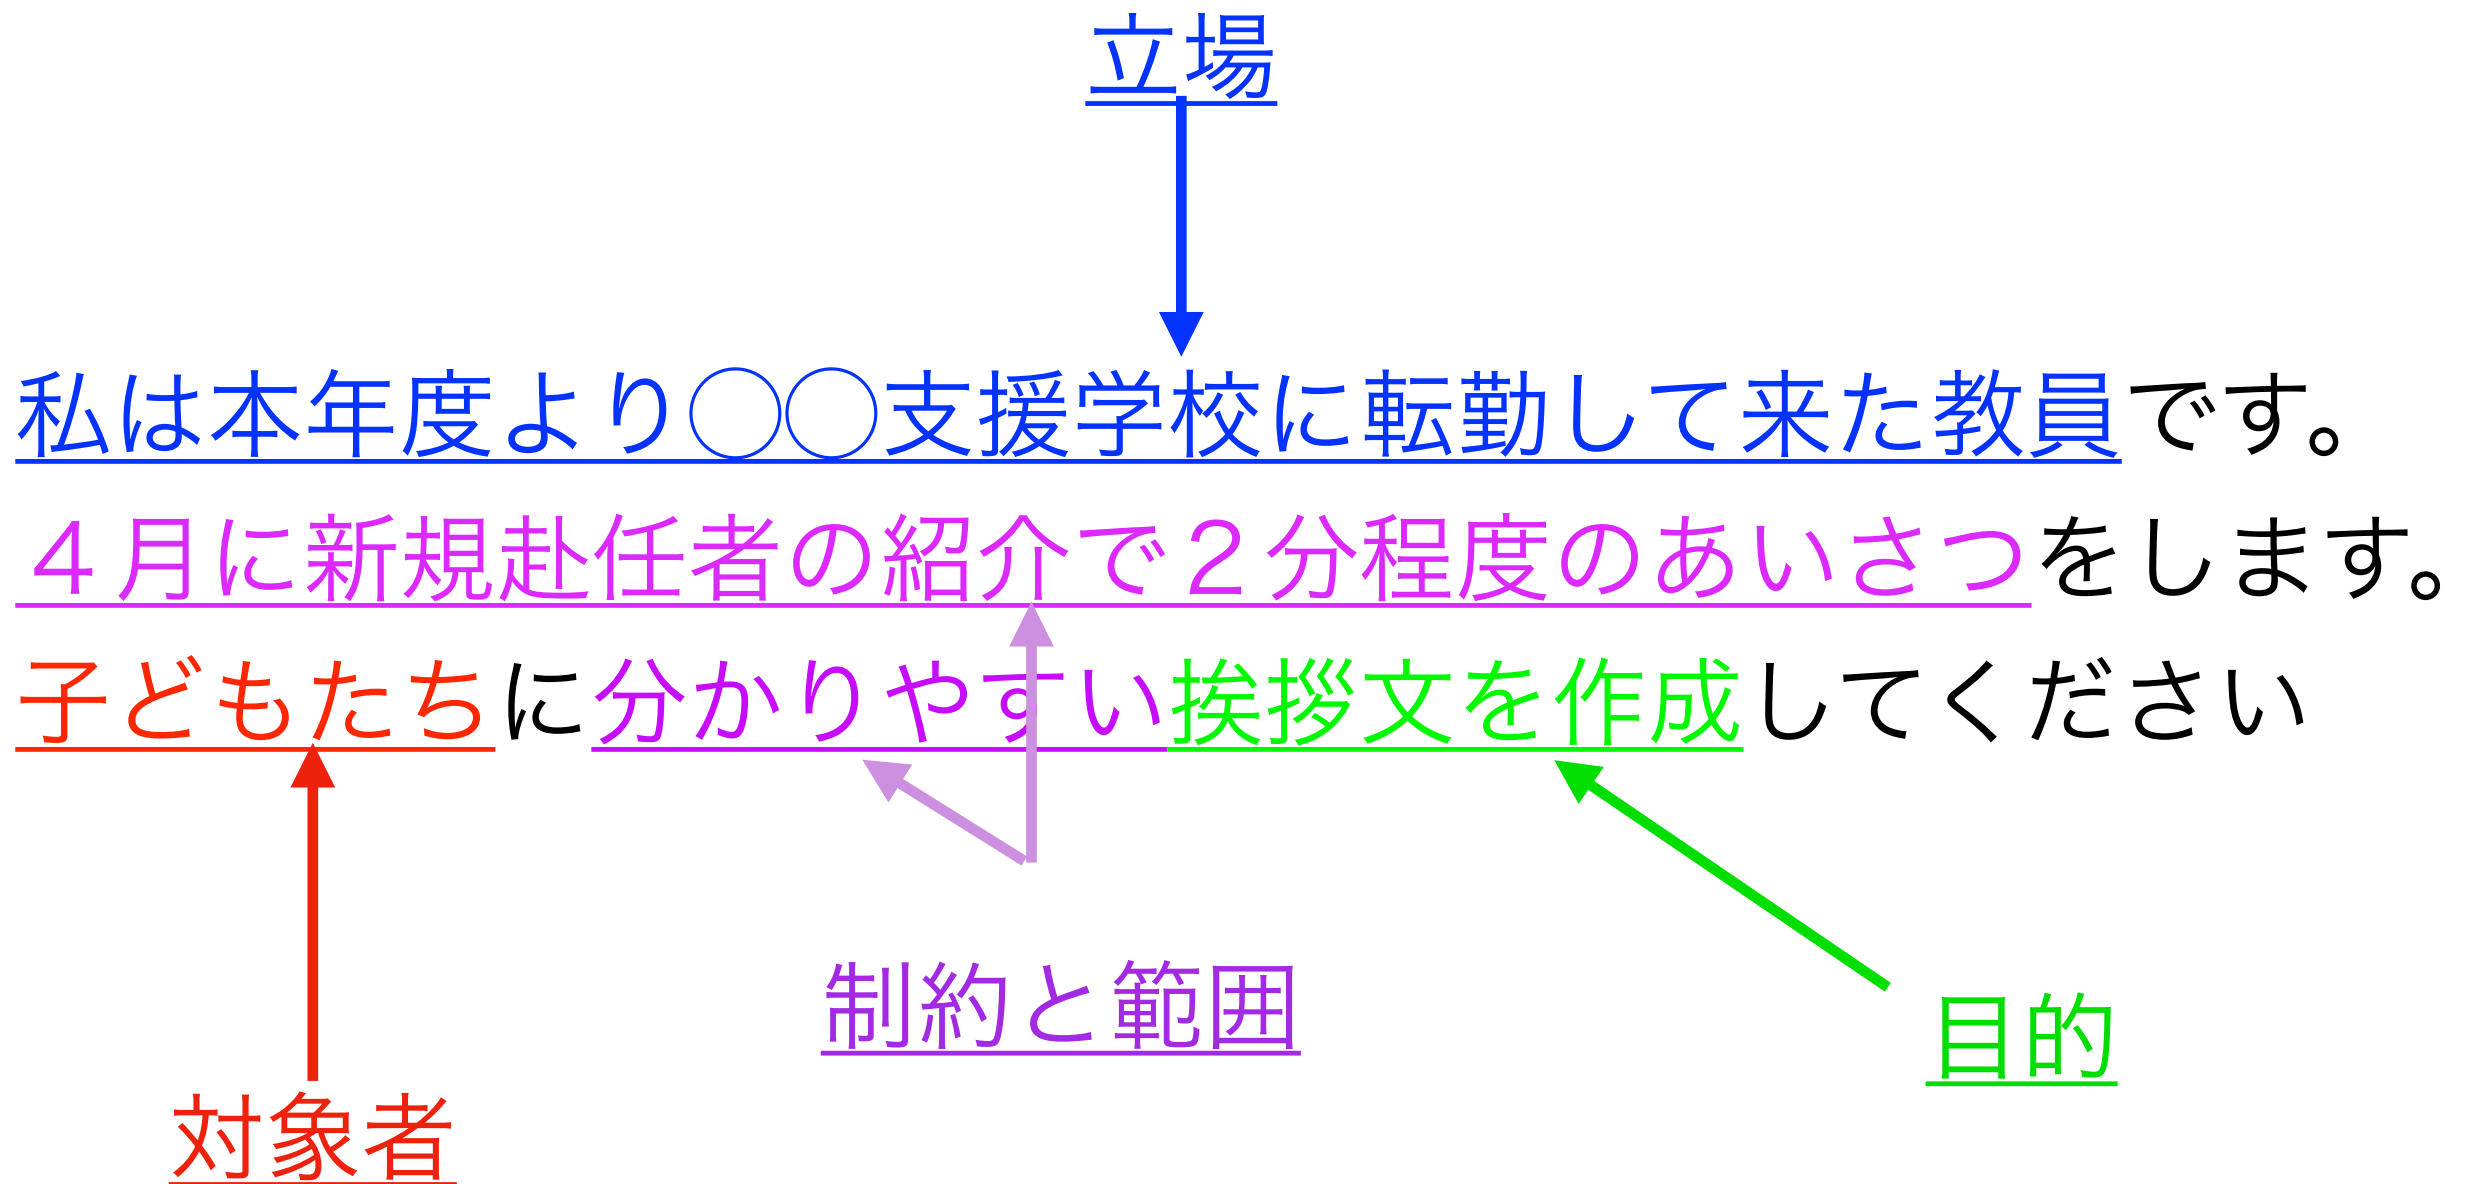 立場
私は本年度より◯◯支援学校に転勤して来た教員です。
４月に新規赴任者の紹介で２分程度のあいさつをします。
子どもたちに分かりやすい挨拶文を作成してください
制約と範囲
目的
対象者